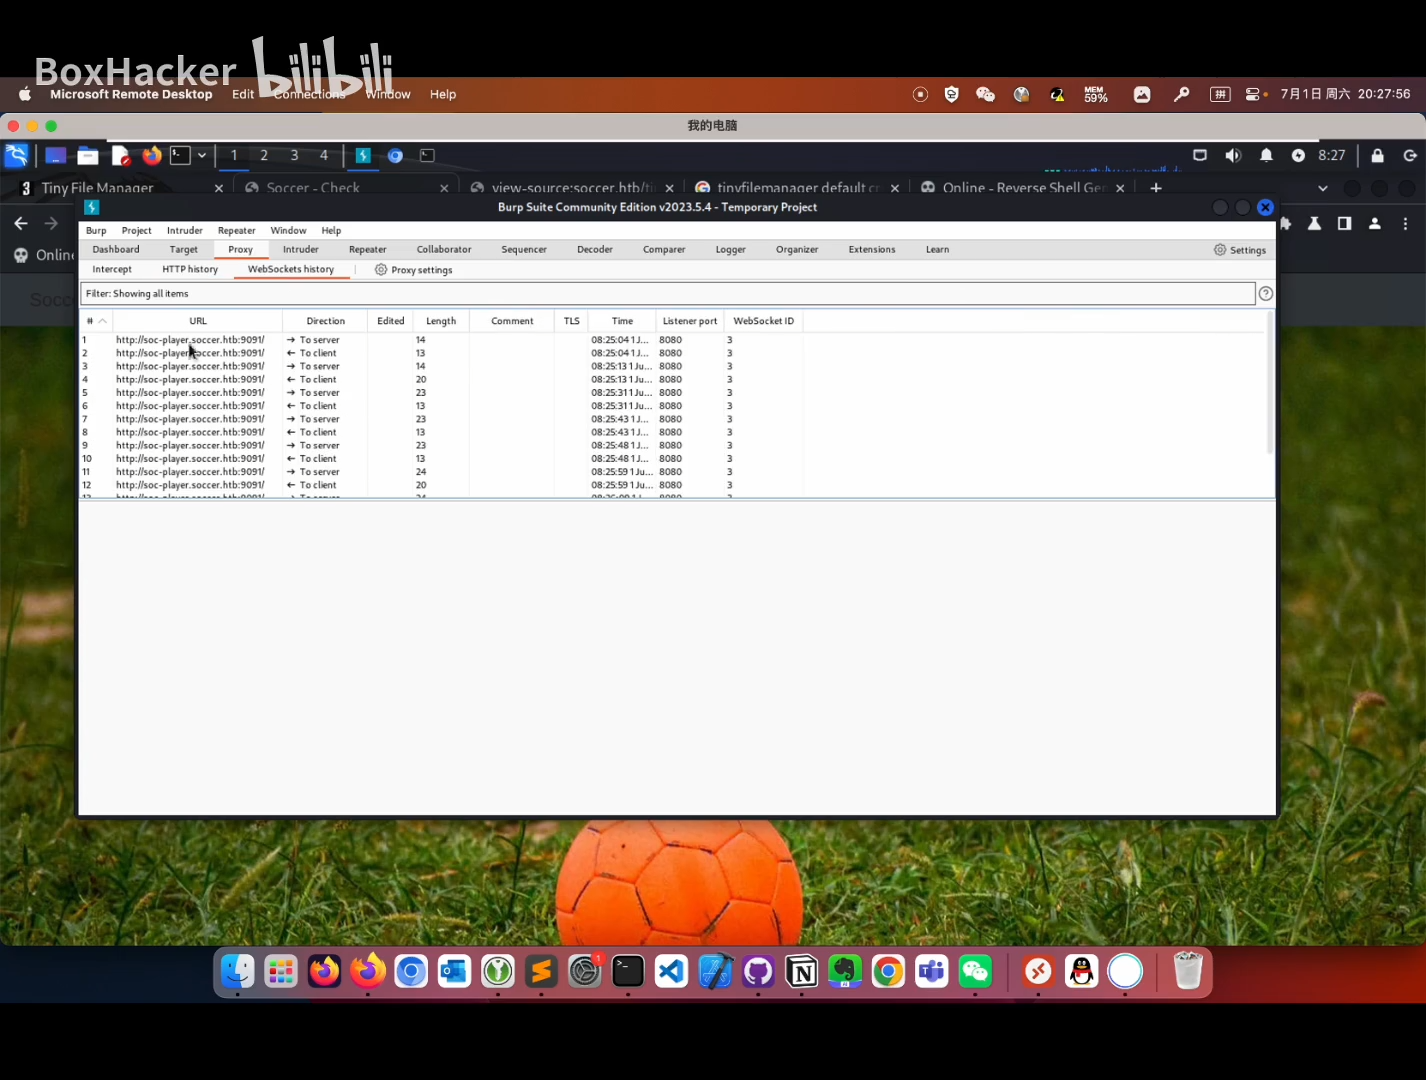 BoxHacker bilibili
Microsoft Remote Desktop Edit Connections Window Help MEM 59% 拼 7月1日 周六 20:27:56
我的电脑
1 2 3 4 8:27
Tiny File Manager Soccer - Check view-source:soccer.htb/ti tinyfilemanager default cr Online - Reverse Shell Ge
Burp Suite Community Edition v2023.5.4 - Temporary Project
Burp Project Intruder Repeater Window Help
Dashboard Target Proxy Intruder Repeater Collaborator Sequencer Decoder Comparer Logger Organizer Extensions Learn Settings
Onlin
Intercept HTTP history WebSockets history Proxy settings
Filter: Showing all items
Socc
# URL Direction Edited Length Comment TLS Time Listener port WebSocket ID
1 http://soc-player.soccer.htb:9091/ → To server 14 08:25:04 1 J... 8080 3
2 http://soc-player.soccer.htb:9091/ ← To client 13 08:25:04 1 J... 8080 3
3 http://soc-player.soccer.htb:9091/ → To server 14 08:25:13 1 Ju... 8080 3
4 http://soc-player.soccer.htb:9091/ ← To client 20 08:25:13 1 Ju... 8080 3
5 http://soc-player.soccer.htb:9091/ → To server 23 08:25:31 1 Ju... 8080 3
6 http://soc-player.soccer.htb:9091/ ← To client 13 08:25:31 1 Ju... 8080 3
7 http://soc-player.soccer.htb:9091/ → To server 23 08:25:43 1 J... 8080 3
8 http://soc-player.soccer.htb:9091/ ← To client 13 08:25:43 1 J... 8080 3
9 http://soc-player.soccer.htb:9091/ → To server 23 08:25:48 1 J... 8080 3
10 http://soc-player.soccer.htb:9091/ ← To client 13 08:25:48 1 J... 8080 3
11 http://soc-player.soccer.htb:9091/ → To server 24 08:25:59 1 Ju... 8080 3
12 http://soc-player.soccer.htb:9091/ ← To client 20 08:25:59 1 Ju... 8080 3